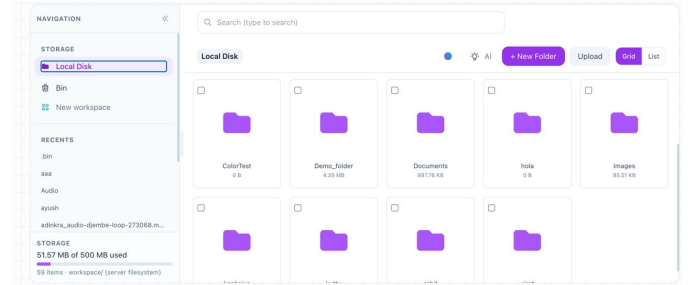 NAVIGATION
Search (type to search)
STORAGE
Local Disk
Bin
New workspace
RECENTS
.bin
aaa
Audio
ayush
adinkra_audio-djembe-loop-273068.m...
STORAGE
51.57 MB of 500 MB used
59 items · workspace/ (server filesystem)
Local Disk
AI
+ New Folder
Upload
Grid
List
ColorTest
0 B
Demo_folder
4.35 MB
Documents
887.76 KB
hola
0 B
Images
95.01 KB